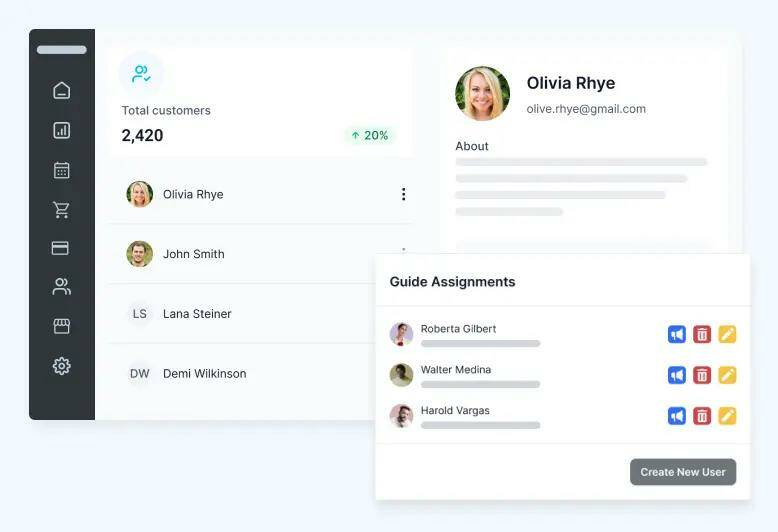 Total customers
2,420
20%
Olivia Rhye
John Smith
LS
Lana Steiner
DW
Demi Wilkinson
Olivia Rhye
olive.rhye@gmail.com
About
Guide Assignments
Roberta Gilbert
Walter Medina
Harold Vargas
Create New User